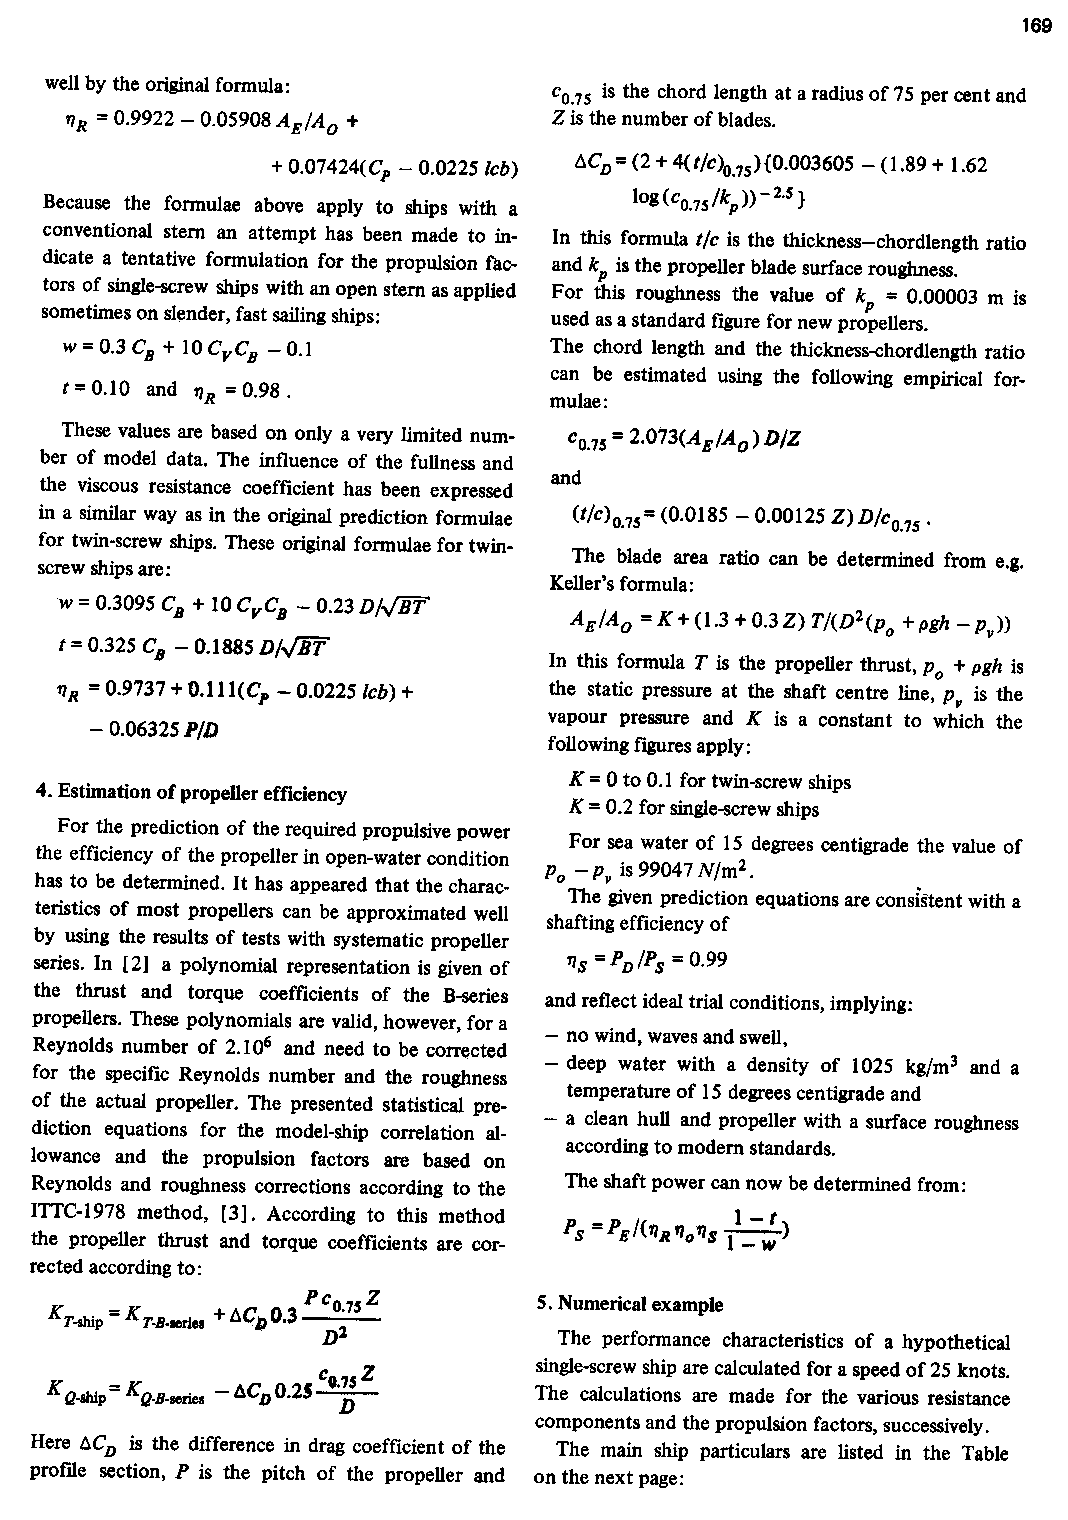 169
well by the original formula:
η_R = 0.9922 − 0.05908 A_E/A_O +
+ 0.07424(C_P − 0.0225 lcb)
Because the formulae above apply to ships with a
conventional stern an attempt has been made to in-
dicate a tentative formulation for the propulsion fac-
tors of single-screw ships with an open stern as applied
sometimes on slender, fast sailing ships:
w = 0.3 C_B + 10 C_V C_B − 0.1
t = 0.10 and η_R = 0.98 .
These values are based on only a very limited num-
ber of model data. The influence of the fullness and
the viscous resistance coefficient has been expressed
in a similar way as in the original prediction formulae
for twin-screw ships. These original formulae for twin-
screw ships are:
w = 0.3095 C_B + 10 C_V C_B − 0.23 D/√BT
t = 0.325 C_B − 0.1885 D/√BT
η_R = 0.9737 + 0.111(C_P − 0.0225 lcb) +
− 0.06325 P/D
4. Estimation of propeller efficiency
For the prediction of the required propulsive power
the efficiency of the propeller in open-water condition
has to be determined. It has appeared that the charac-
teristics of most propellers can be approximated well
by using the results of tests with systematic propeller
series. In [2] a polynomial representation is given of
the thrust and torque coefficients of the B-series
propellers. These polynomials are valid, however, for a
Reynolds number of 2.10⁶ and need to be corrected
for the specific Reynolds number and the roughness
of the actual propeller. The presented statistical pre-
diction equations for the model-ship correlation al-
lowance and the propulsion factors are based on
Reynolds and roughness corrections according to the
ITTC-1978 method, [3]. According to this method
the propeller thrust and torque coefficients are cor-
rected according to:
K_T-ship = K_T-B-series + ΔC_D 0.3 P c_0.75 Z / D²
K_Q-ship = K_Q-B-series − ΔC_D 0.25 c_0.75 Z / D
Here ΔC_D is the difference in drag coefficient of the
profile section, P is the pitch of the propeller and
c_0.75 is the chord length at a radius of 75 per cent and
Z is the number of blades.
ΔC_D = (2 + 4(t/c)_0.75){0.003605 − (1.89 + 1.62
log(c_0.75/k_p))^−2.5}
In this formula t/c is the thickness–chordlength ratio
and k_p is the propeller blade surface roughness.
For this roughness the value of k_p = 0.00003 m is
used as a standard figure for new propellers.
The chord length and the thickness-chordlength ratio
can be estimated using the following empirical for-
mulae:
c_0.75 = 2.073(A_E/A_O) D/Z
and
(t/c)_0.75 = (0.0185 − 0.00125 Z) D/c_0.75 .
The blade area ratio can be determined from e.g.
Keller's formula:
A_E/A_O = K + (1.3 + 0.3 Z) T/(D²(p_o + ρgh − p_v))
In this formula T is the propeller thrust, p_o + ρgh is
the static pressure at the shaft centre line, p_v is the
vapour pressure and K is a constant to which the
following figures apply:
K = 0 to 0.1 for twin-screw ships
K = 0.2 for single-screw ships
For sea water of 15 degrees centigrade the value of
p_o − p_v is 99047 N/m².
The given prediction equations are consistent with a
shafting efficiency of
η_S = P_D/P_S = 0.99
and reflect ideal trial conditions, implying:
— no wind, waves and swell,
— deep water with a density of 1025 kg/m³ and a
temperature of 15 degrees centigrade and
— a clean hull and propeller with a surface roughness
according to modern standards.
The shaft power can now be determined from:
P_S = P_E/(η_R η_o η_S (1 − t)/(1 − w))
5. Numerical example
The performance characteristics of a hypothetical
single-screw ship are calculated for a speed of 25 knots.
The calculations are made for the various resistance
components and the propulsion factors, successively.
The main ship particulars are listed in the Table
on the next page: